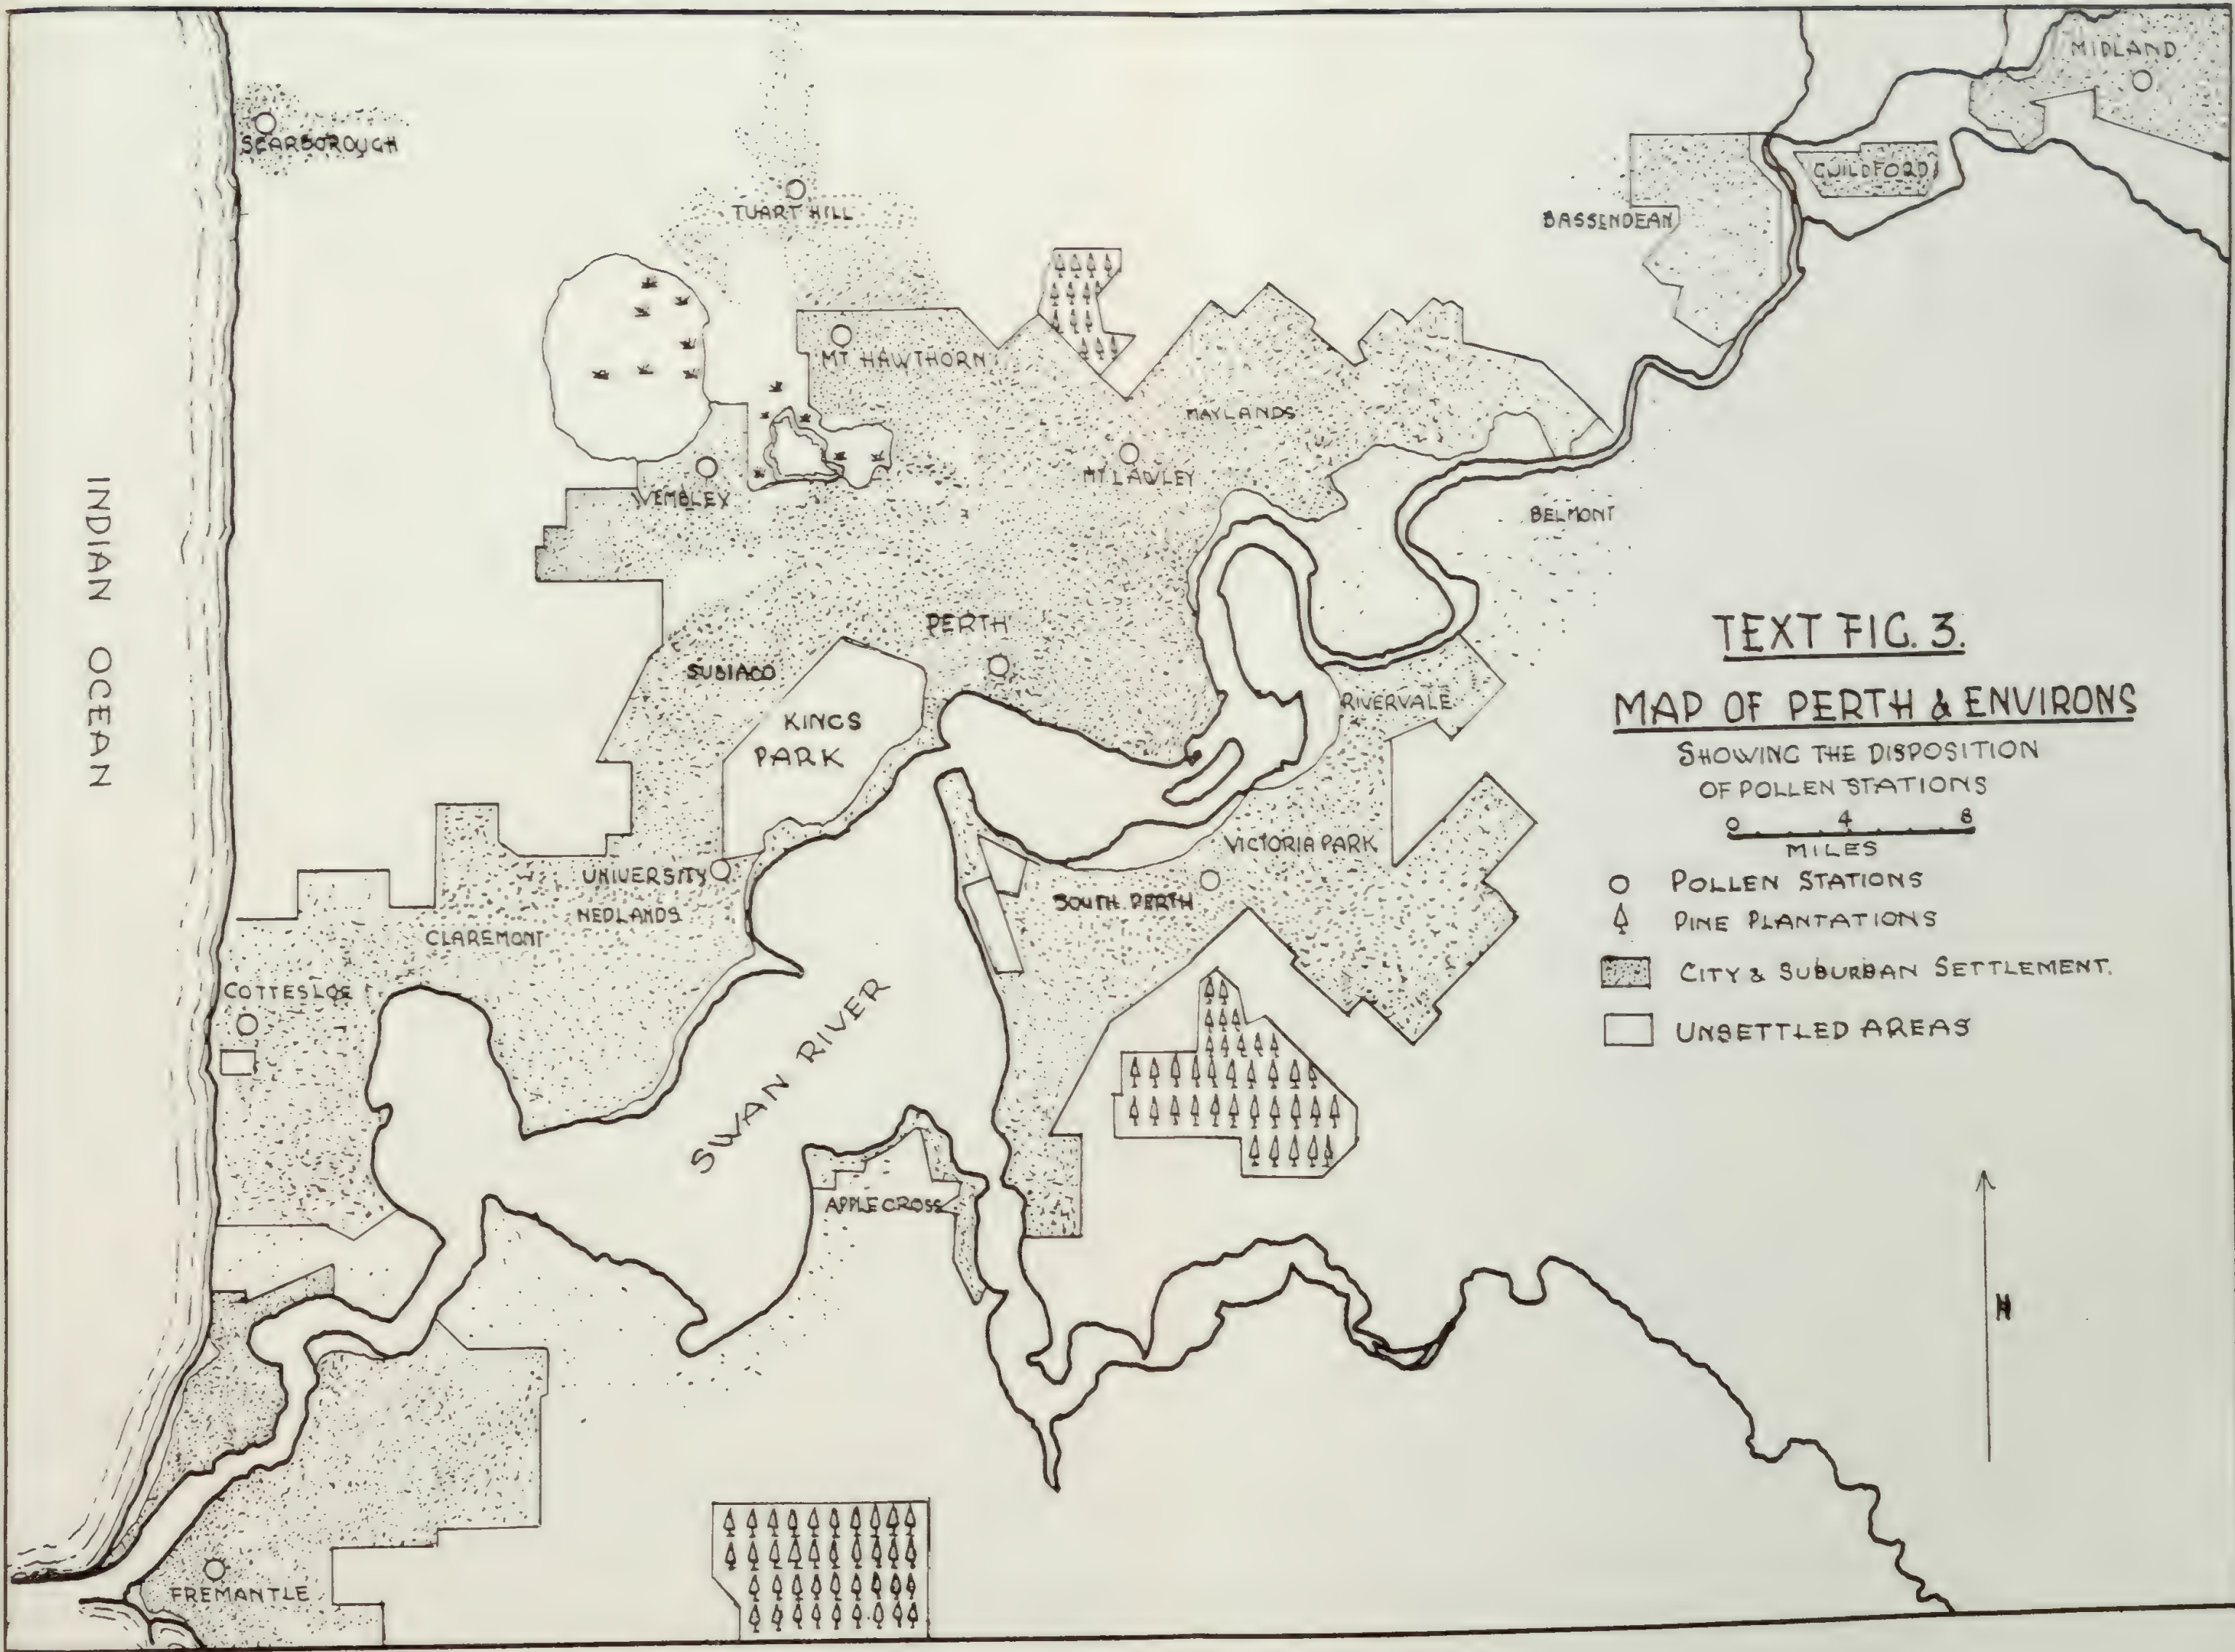 MIDLAND
SCARBOROUGH
GUILDFORD
TUART HILL
BASSENDEAN
MT. HAWTHORN
MAYLANDS
MT. LAWLEY
WEMBLEY
BELMONT
INDIAN OCEAN
PERTH
SUBIACO
KINGS
PARK
RIVERVALE
VICTORIA PARK
UNIVERSITY
NEDLANDS
CLAREMONT
SOUTH PERTH
COTTESLOE
SWAN RIVER
APPLECROSS
FREMANTLE
TEXT FIG. 3.
MAP OF PERTH & ENVIRONS
SHOWING THE DISPOSITION
OF POLLEN STATIONS
0 4 8
MILES
POLLEN STATIONS
PINE PLANTATIONS
CITY & SUBURBAN SETTLEMENT.
UNSETTLED AREAS
N